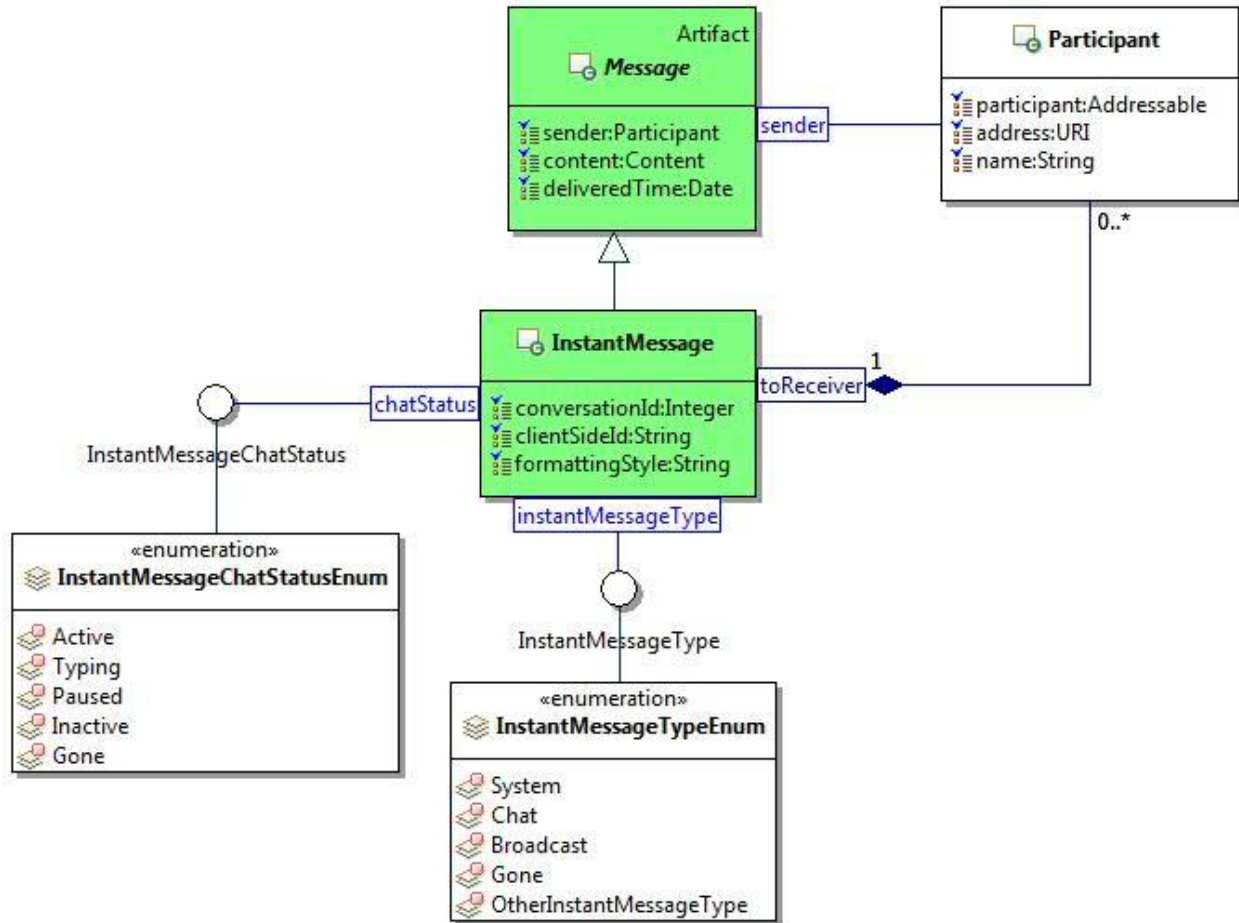 Artifact
Message
sender:Participant
content:Content
deliveredTime:Date
sender
Participant
participant:Addressable
address:URI
name:String
0..*
InstantMessage
conversationId:Integer
clientSideId:String
formattingStyle:String
toReceiver
1
chatStatus
InstantMessageChatStatus
instantMessageType
InstantMessageType
«enumeration»
InstantMessageChatStatusEnum
Active
Typing
Paused
Inactive
Gone
«enumeration»
InstantMessageTypeEnum
System
Chat
Broadcast
Gone
OtherInstantMessageType